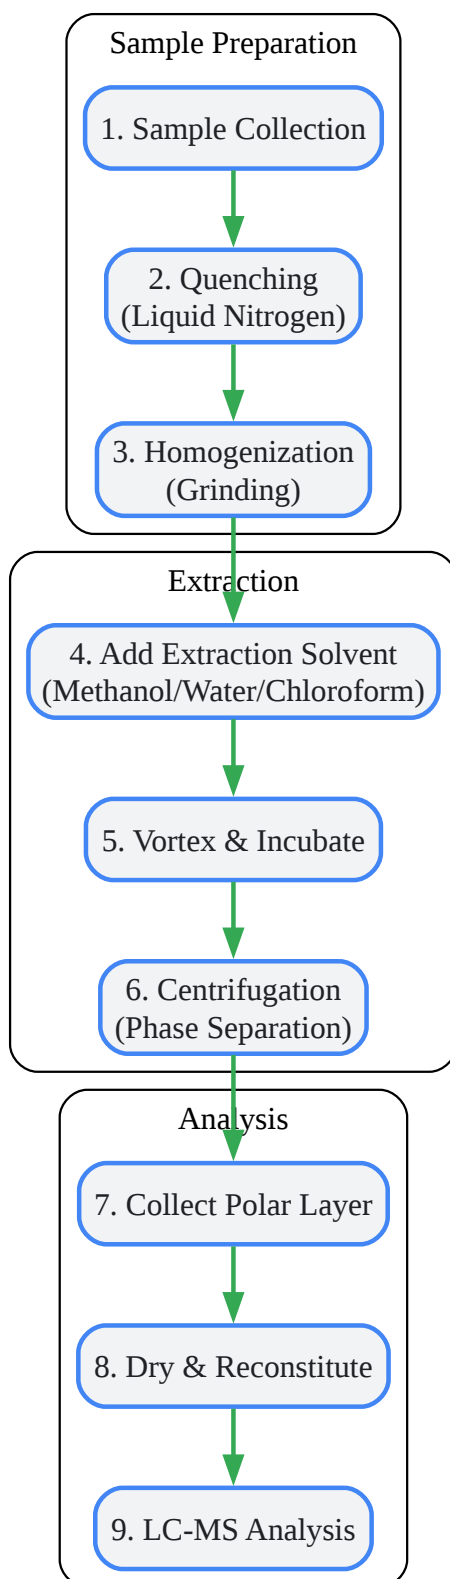 Sample Preparation
1. Sample Collection
2. Quenching
(Liquid Nitrogen)
3. Homogenization
(Grinding)
Extraction
4. Add Extraction Solvent
(Methanol/Water/Chloroform)
5. Vortex & Incubate
6. Centrifugation
(Phase Separation)
Analysis
7. Collect Polar Layer
8. Dry & Reconstitute
9. LC-MS Analysis